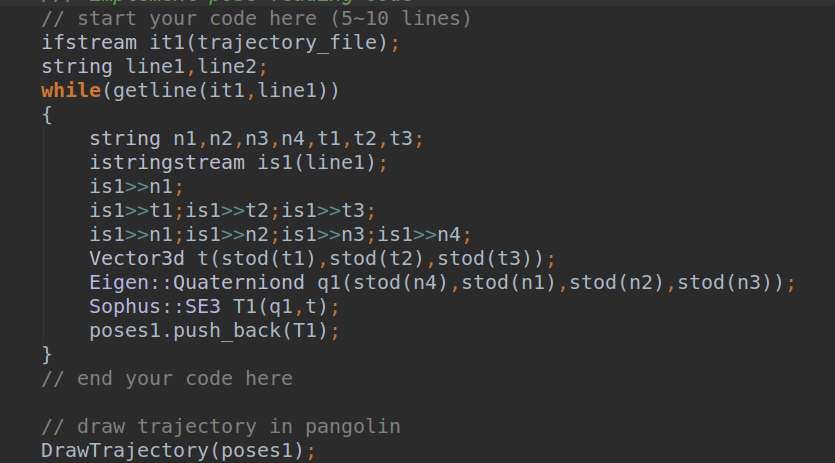 // start your code here (5~10 lines)
ifstream it1(trajectory_file);
string line1,line2;
while(getline(it1,line1))
{
string n1,n2,n3,n4,t1,t2,t3;
istringstream is1(line1);
is1>>n1;
is1>>t1;is1>>t2;is1>>t3;
is1>>n1;is1>>n2;is1>>n3;is1>>n4;
Vector3d t(stod(t1),stod(t2),stod(t3));
Eigen::Quaterniond q1(stod(n4),stod(n1),stod(n2),stod(n3));
Sophus::SE3 T1(q1,t);
poses1.push_back(T1);
}
// end your code here
// draw trajectory in pangolin
DrawTrajectory(poses1);